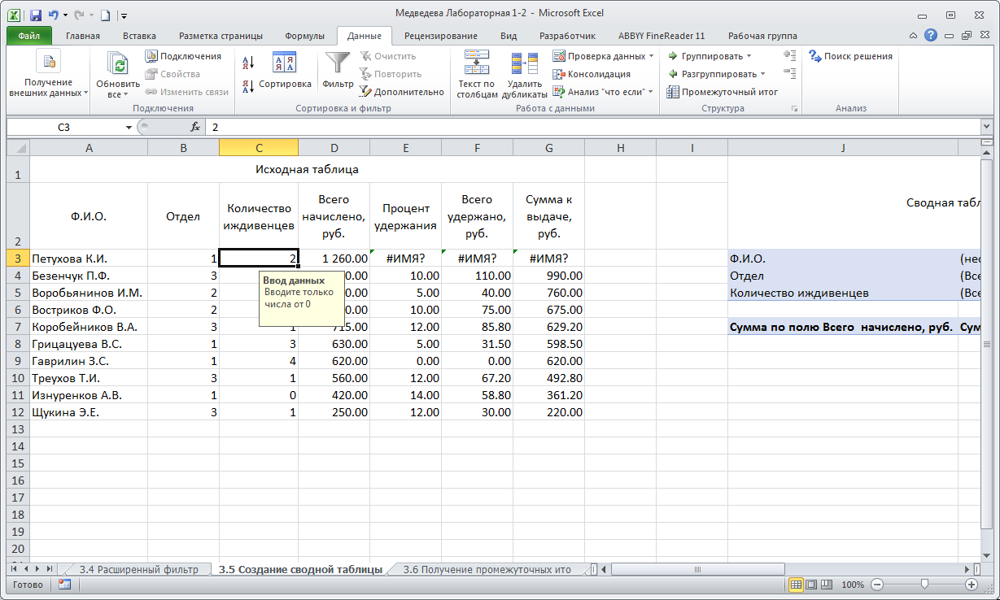 Медведева Лабораторная 1-2 - Microsoft Excel
Файл Главная Вставка Разметка страницы Формулы Данные Рецензирование Вид Разработчик ABBYY FineReader 11 Рабочая группа
Получение внешних данных
Обновить все
Подключения
Свойства
Изменить связи
Подключения
Сортировка
Фильтр
Очистить
Повторить
Дополнительно
Сортировка и фильтр
Текст по столбцам
Удалить дубликаты
Проверка данных
Консолидация
Анализ "что если"
Работа с данными
Группировать
Разгруппировать
Промежуточный итог
Структура
Поиск решения
Анализ
C3 fx 2
A B C D E F G H I J
1 Исходная таблица
Сводная табл
2 Ф.И.О. Отдел Количество иждивенцев Всего начислено, руб. Процент удержания Всего удержано, руб. Сумма к выдаче, руб.
3 Петухова К.И. 1 2 1 260.00 #ИМЯ? #ИМЯ? #ИМЯ? Ф.И.О. (нес
4 Безенчук П.Ф. 3 0.00 10.00 110.00 990.00 Отдел (Все
5 Воробьянинов И.М. 2 0.00 5.00 40.00 760.00 Количество иждивенцев (Все
6 Востриков Ф.О. 2 0.00 10.00 75.00 675.00
7 Коробейников В.А. 3 1 715.00 12.00 85.80 629.20 Сумма по полю Всего начислено, руб. Сум
8 Грицацуева В.С. 1 3 630.00 5.00 31.50 598.50
9 Гаврилин З.С. 1 4 620.00 0.00 0.00 620.00
10 Треухов Т.И. 3 1 560.00 12.00 67.20 492.80
11 Изнуренков А.В. 1 0 420.00 14.00 58.80 361.20
12 Щукина Э.Е. 3 1 250.00 12.00 30.00 220.00
13
14
15
16
17
18
19
20
Ввод данных
Вводите только
числа от 0
3.4 Расширенный фильтр 3.5 Создание сводной таблицы 3.6 Получение промежуточных ито
Готово 100%